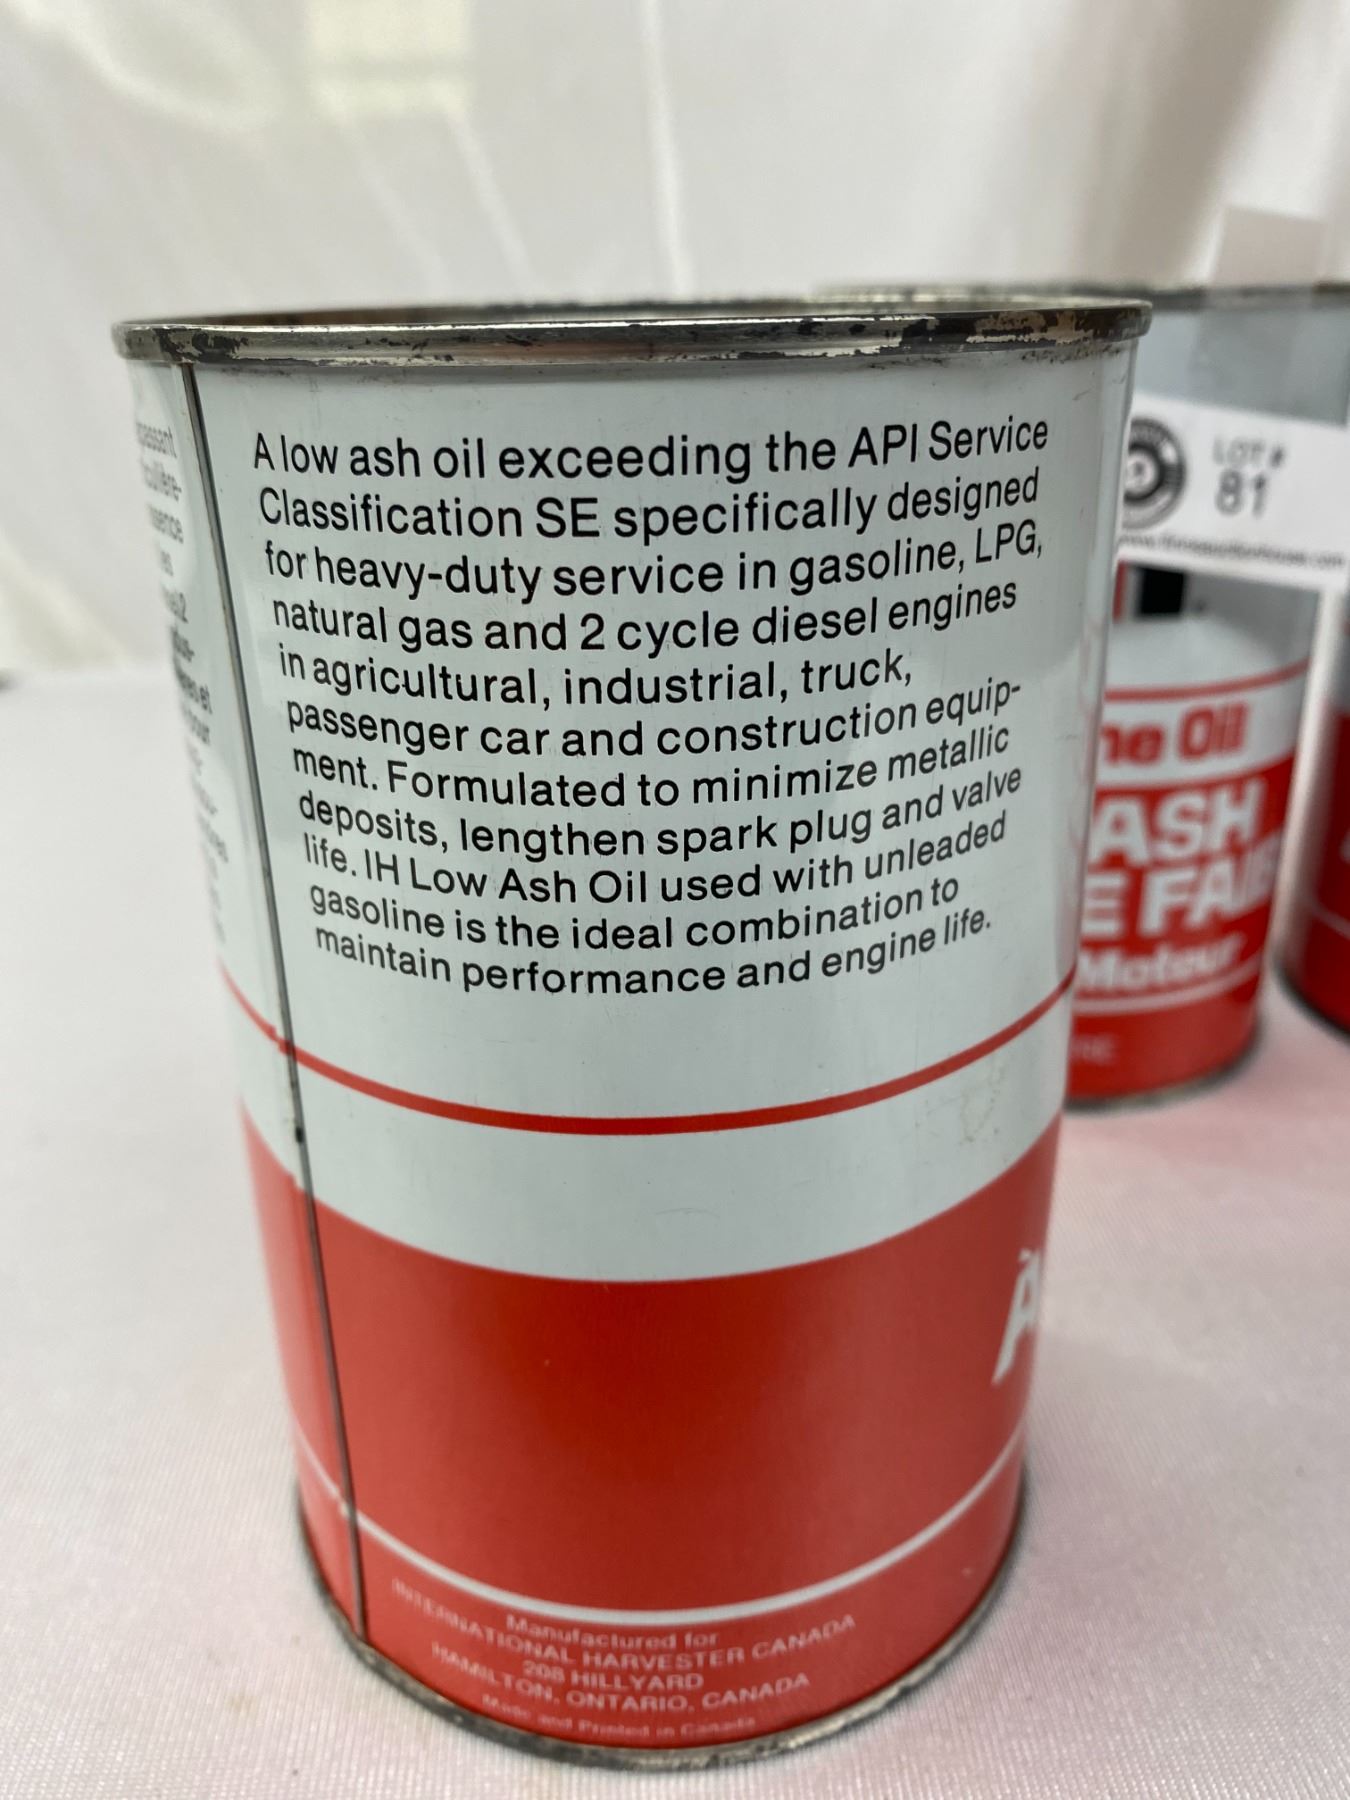 A low ash oil exceeding the API Service
Classification SE specifically designed
for heavy-duty service in gasoline, LPG,
natural gas and 2 cycle diesel engines
in agricultural, industrial, truck,
passenger car and construction equip-
ment. Formulated to minimize metallic
deposits, lengthen spark plug and valve
life. IH Low Ash Oil used with unleaded
gasoline is the ideal combination to
maintain performance and engine life.
Manufactured for
INTERNATIONAL HARVESTER CANADA
208 HILLYARD
HAMILTON, ONTARIO, CANADA
Made and Printed in Canada
LOT #
81
Oil
ASH
Moteur